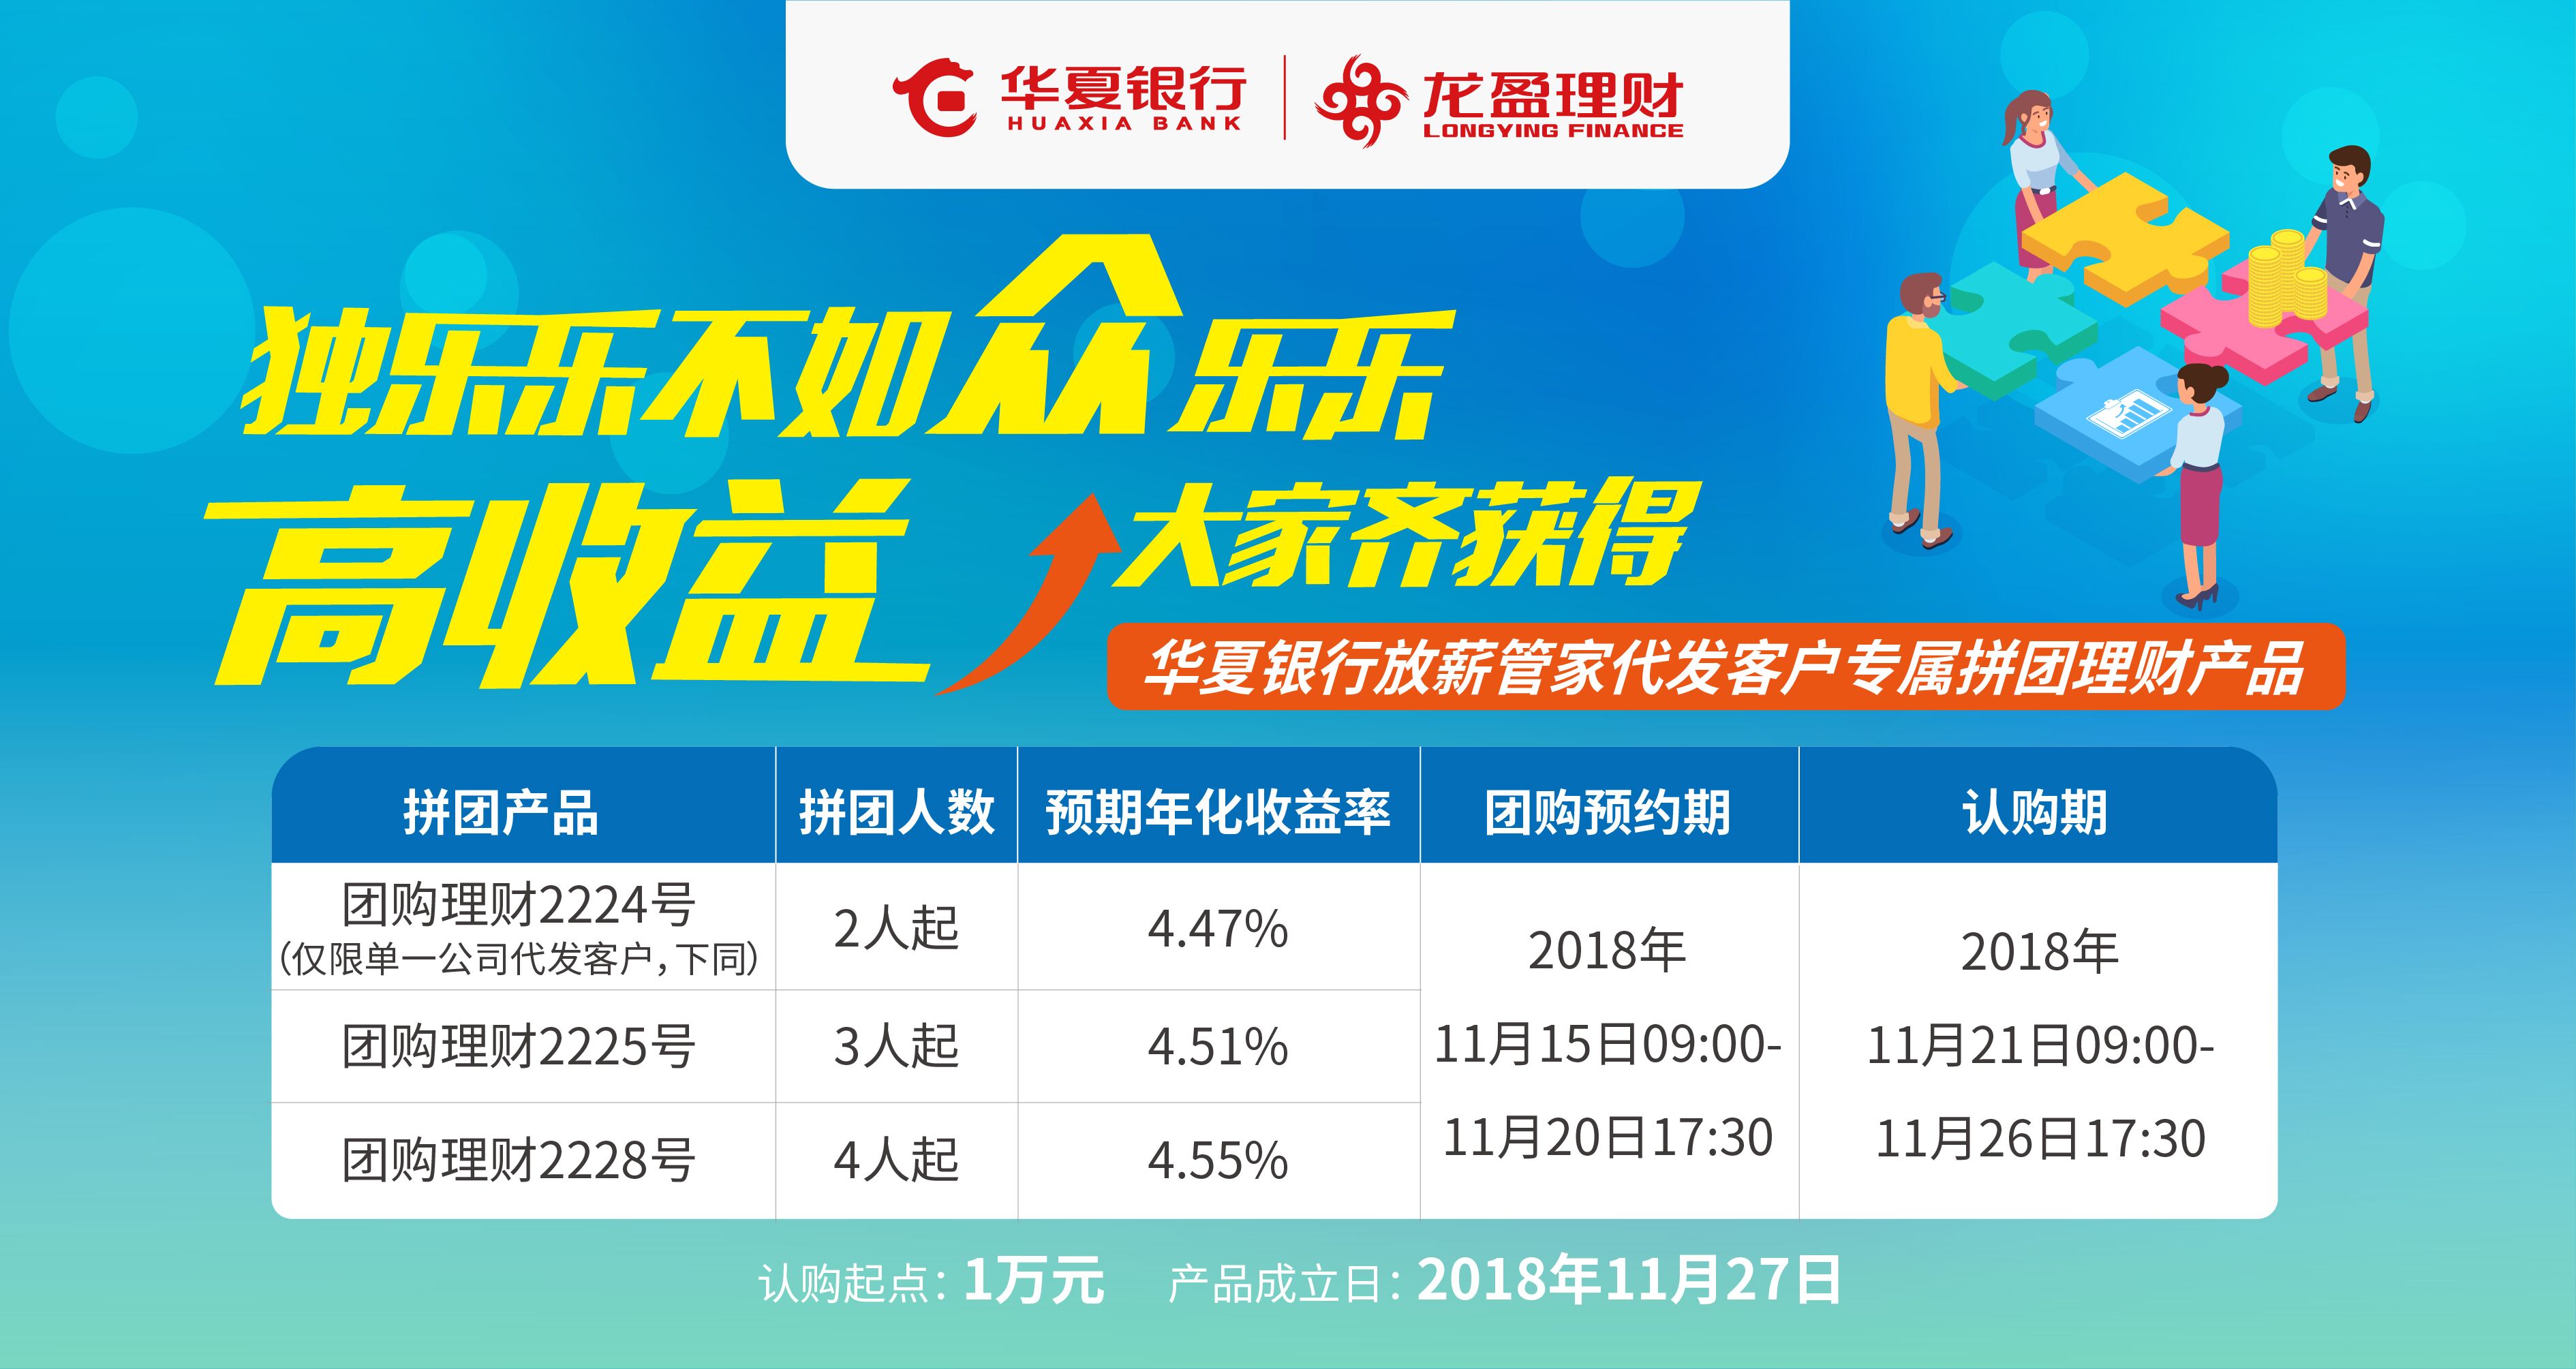 华夏银行
HUAXIA BANK
龙盈理财
LONGYING FINANCE
独乐乐不如众乐乐
高收益 大家齐获得
华夏银行放薪管家代发客户专属拼团理财产品
拼团产品 拼团人数 预期年化收益率 团购预约期 认购期
团购理财2224号
(仅限单一公司代发客户,下同)
2人起 4.47%
团购理财2225号 3人起 4.51%
团购理财2228号 4人起 4.55%
2018年
11月15日09:00-
11月20日17:30
2018年
11月21日09:00-
11月26日17:30
认购起点:1万元 产品成立日:2018年11月27日